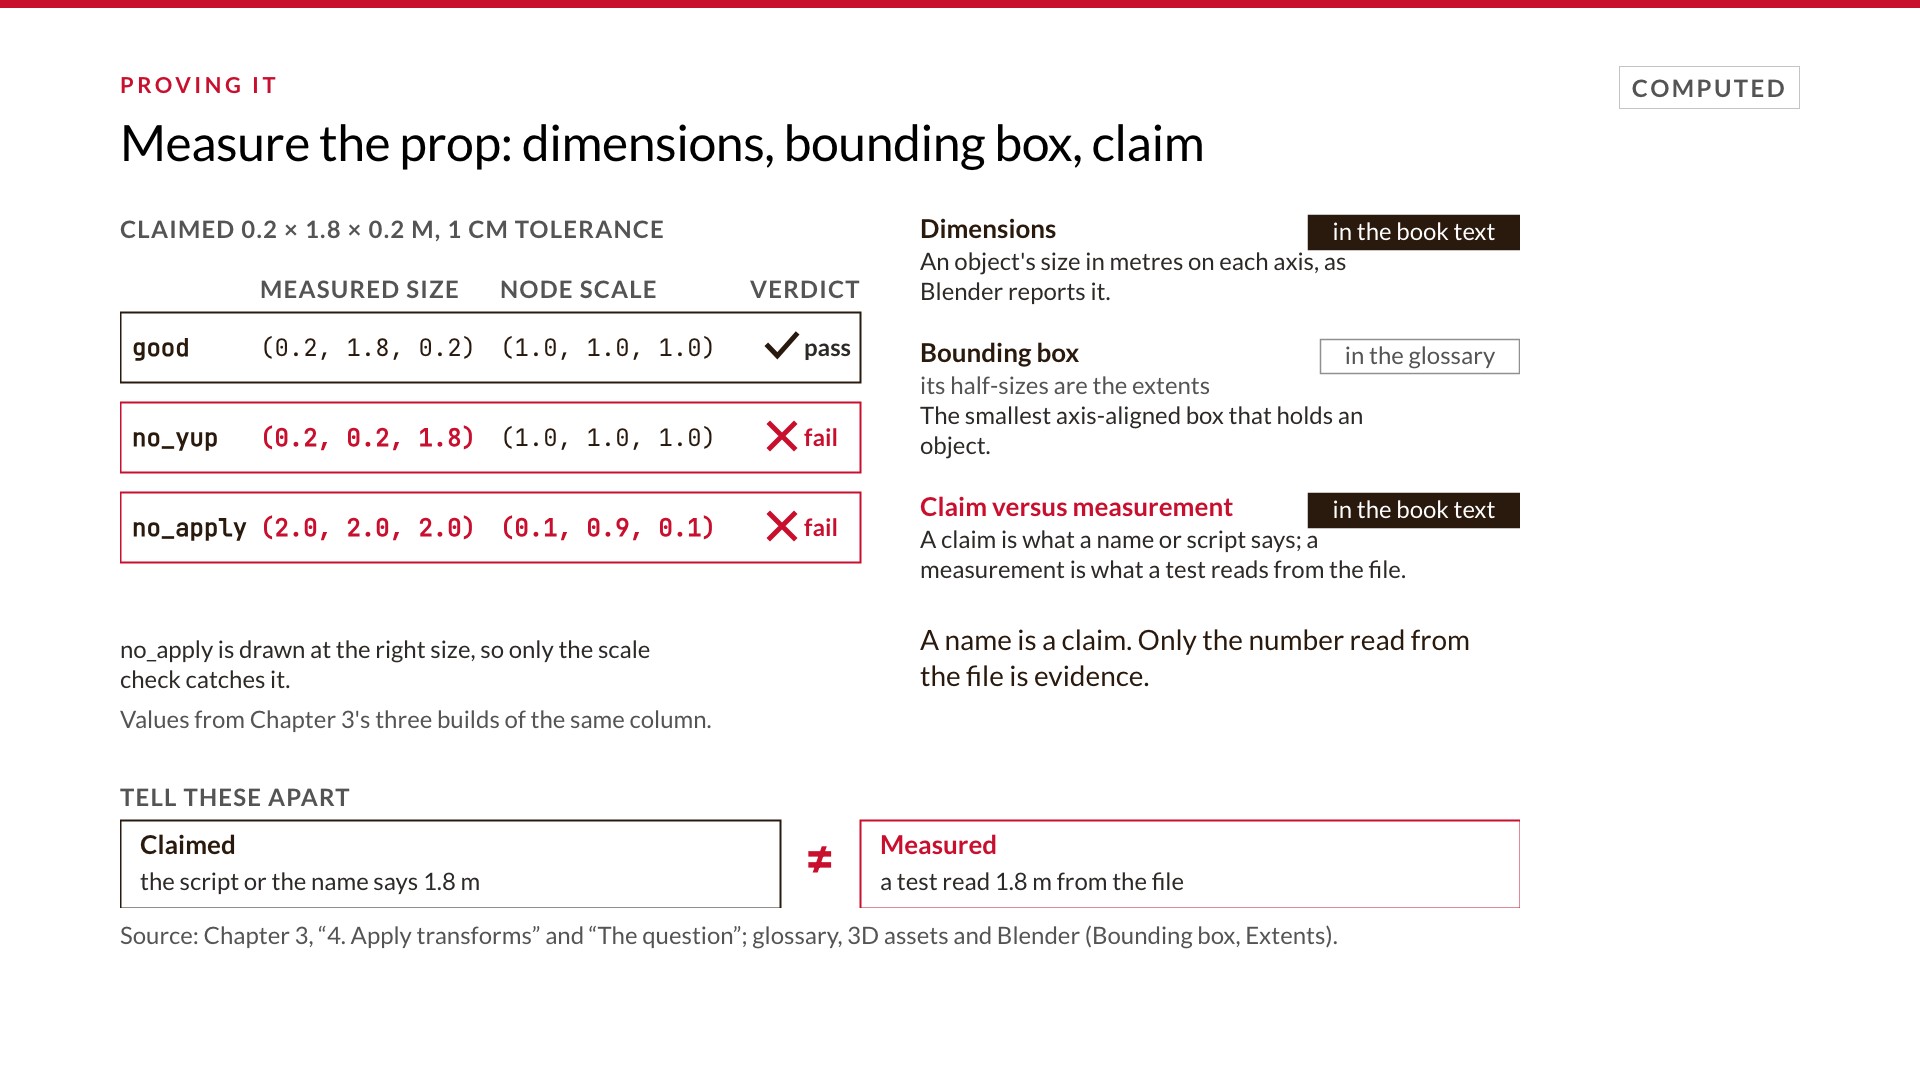 PROVING IT
COMPUTED
Measure the prop: dimensions, bounding box, claim
CLAIMED 0.2 × 1.8 × 0.2 M, 1 CM TOLERANCE
MEASURED SIZE NODE SCALE VERDICT
good (0.2, 1.8, 0.2) (1.0, 1.0, 1.0) pass
no_yup (0.2, 0.2, 1.8) (1.0, 1.0, 1.0) fail
no_apply (2.0, 2.0, 2.0) (0.1, 0.9, 0.1) fail
no_apply is drawn at the right size, so only the scale
check catches it.
Values from Chapter 3's three builds of the same column.
Dimensions in the book text
An object's size in metres on each axis, as
Blender reports it.
Bounding box in the glossary
its half-sizes are the extents
The smallest axis-aligned box that holds an
object.
Claim versus measurement in the book text
A claim is what a name or script says; a
measurement is what a test reads from the file.
A name is a claim. Only the number read from
the file is evidence.
TELL THESE APART
Claimed
the script or the name says 1.8 m
≠
Measured
a test read 1.8 m from the file
Source: Chapter 3, “4. Apply transforms” and “The question”; glossary, 3D assets and Blender (Bounding box, Extents).